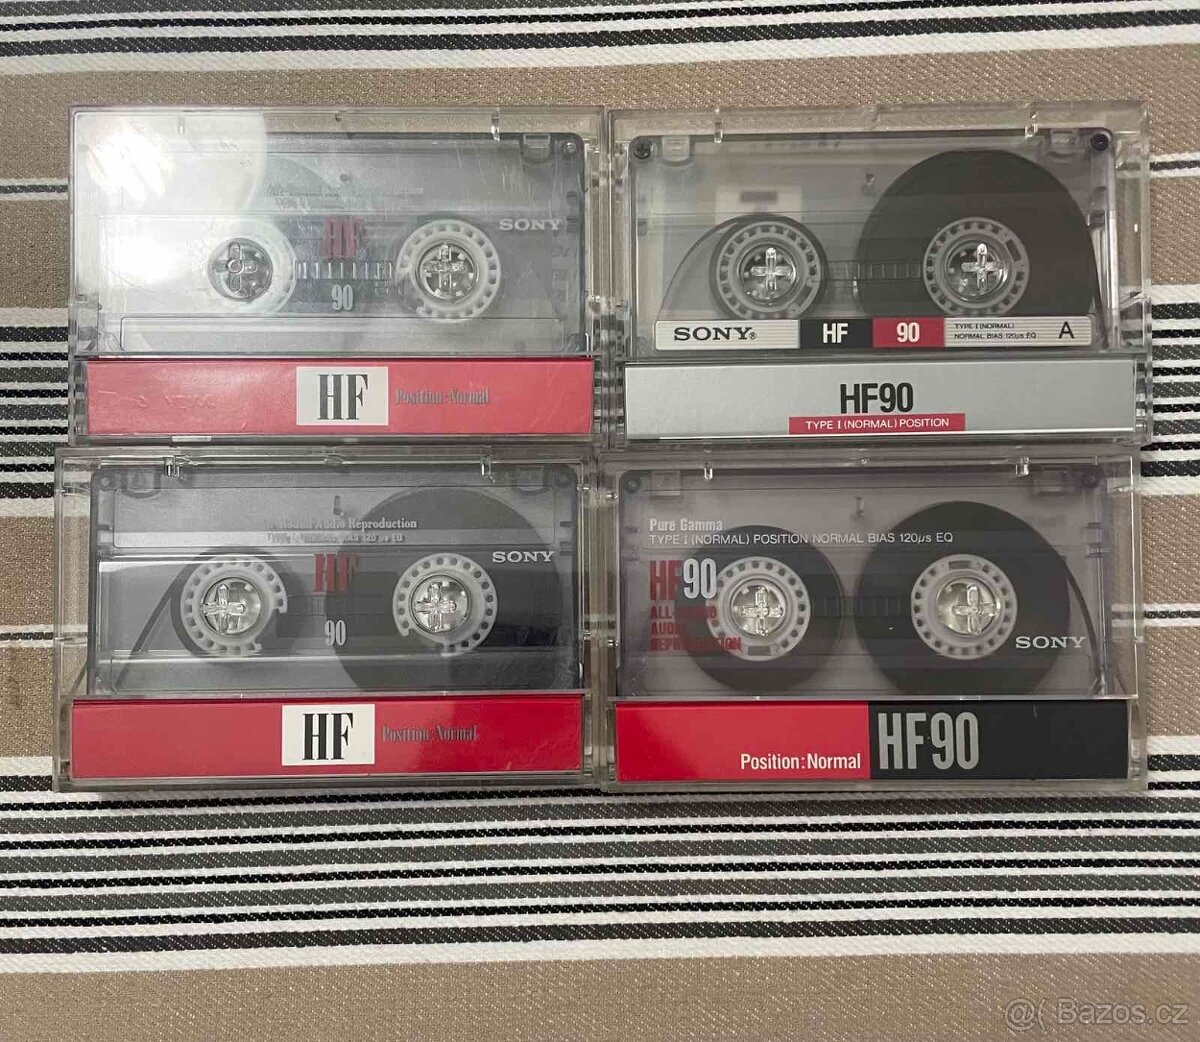 SONY
HF
90
HF
Position:Normal
SONY®
HF
90
TYPE I (NORMAL)
NORMAL BIAS 120µs EQ
A
HF90
TYPE I (NORMAL) POSITION
Audio Reproduction
SONY
HF
90
HF
Position:Normal
Pure Gamma
TYPE I (NORMAL) POSITION NORMAL BIAS 120µs EQ
HF90
REPRODUCTION
SONY
Position:Normal
HF90
Bazos.cz